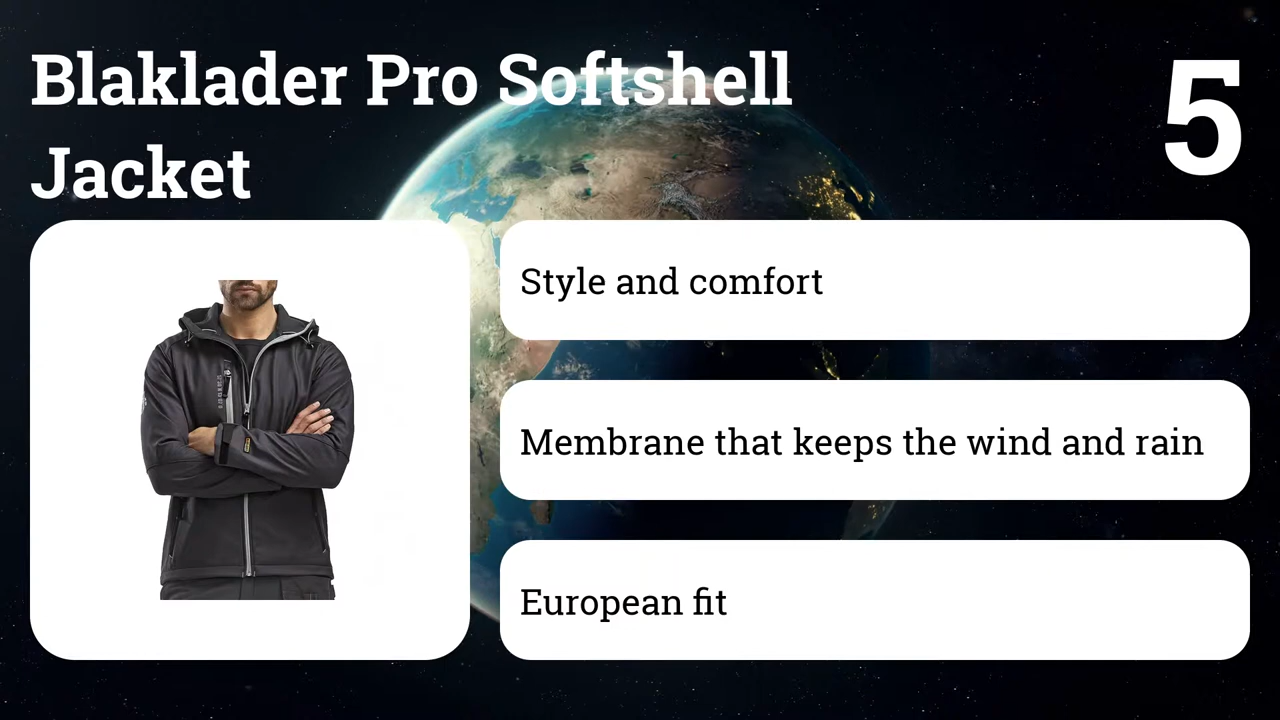 Blaklader Pro Softshell
Jacket
5
Style and comfort
Membrane that keeps the wind and rain
European fit